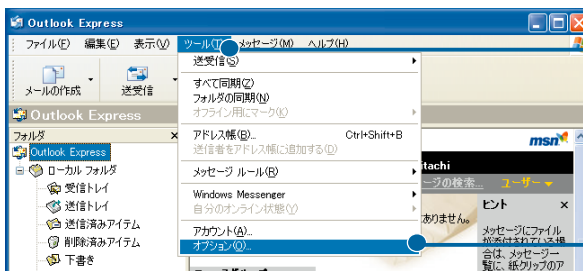 Outlook Express
ファイル(F) 編集(E) 表示(V) ツール(T) メッセージ(M) ヘルプ(H)
メールの作成 送受信
送受信(S)
すべて同期(Z)
フォルダの同期(N)
オフライン用にマーク(K)
アドレス帳(B)... Ctrl+Shift+B
送信者をアドレス帳に追加する(D)
メッセージ ルール(R)
Windows Messenger
自分のオンライン状態(Y)
アカウント(A)...
オプション(O)...
Outlook Express
フォルダ ×
Outlook Express
ローカル フォルダ
受信トレイ
送信トレイ
送信済みアイテム
削除済みアイテム
下書き
msn
itachi
ージの検索... ユーザー
ありません。
ヒント ×
メッセージにファイル
が添付されている場
合は、メッセージ一
覧に、紙クリップのア